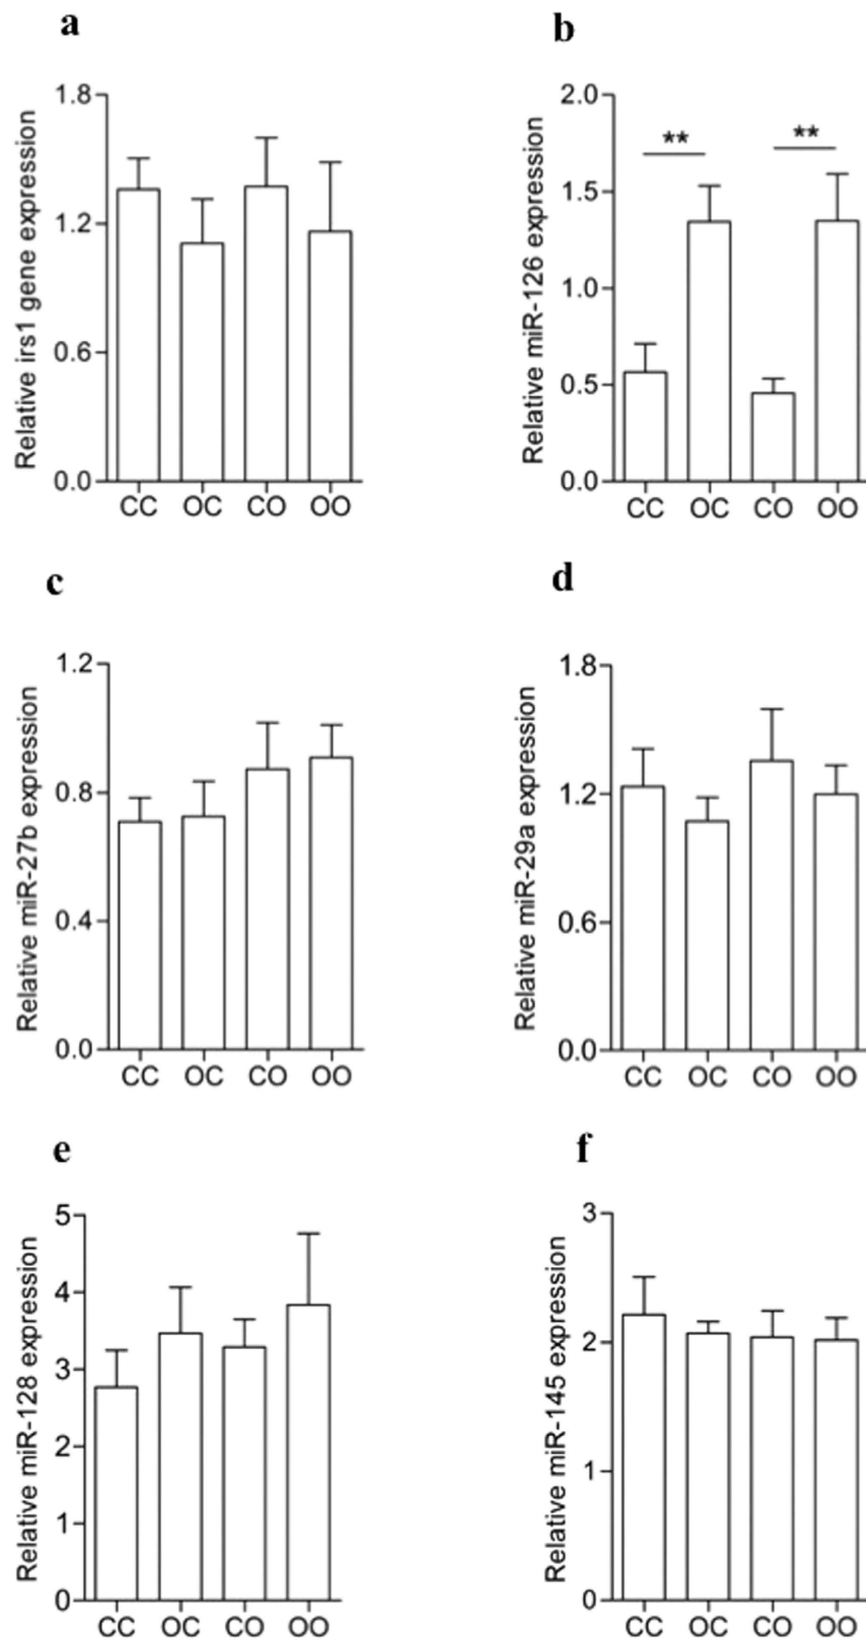 a
Relative irs1 gene expression
1.8
1.2
0.6
0.0
CC OC CO OO
b
Relative miR-126 expression
2.0
1.5
1.0
0.5
0.0
** **
CC OC CO OO
c
Relative miR-27b expression
1.2
0.8
0.4
0.0
CC OC CO OO
d
Relative miR-29a expression
1.8
1.2
0.6
0.0
CC OC CO OO
e
Relative miR-128 expression
5
4
3
2
1
0
CC OC CO OO
f
Relative miR-145 expression
3
2
1
0
CC OC CO OO